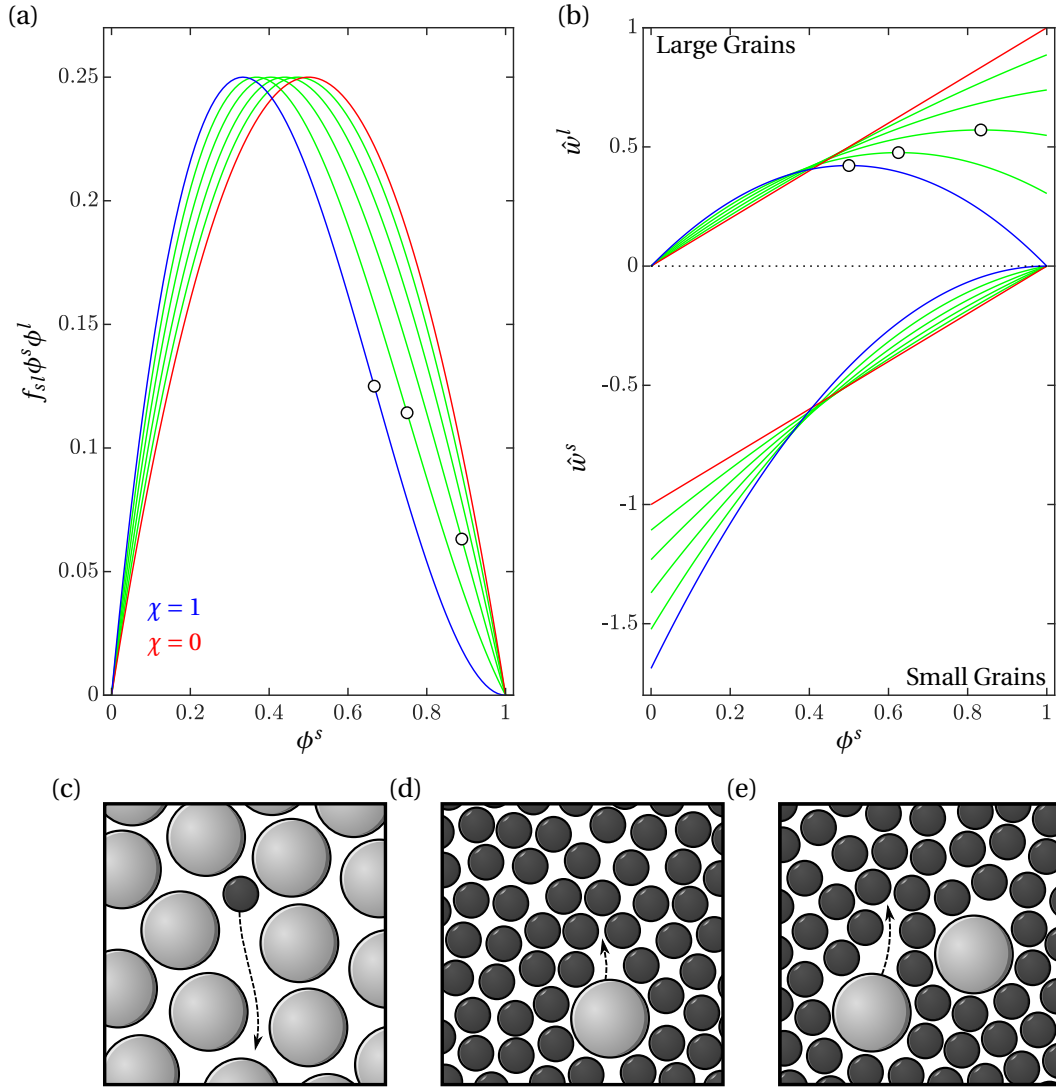 (a)
0.25
0.2
0.15
0.1
0.05
0
f_{sl}ϕ^sϕ^l
χ = 1
χ = 0
0 0.2 0.4 0.6 0.8 1
ϕ^s
(b)
1
0.5
0
-0.5
-1
-1.5
ŵ^l
ŵ^s
Large Grains
Small Grains
0 0.2 0.4 0.6 0.8 1
ϕ^s
(c)
(d)
(e)